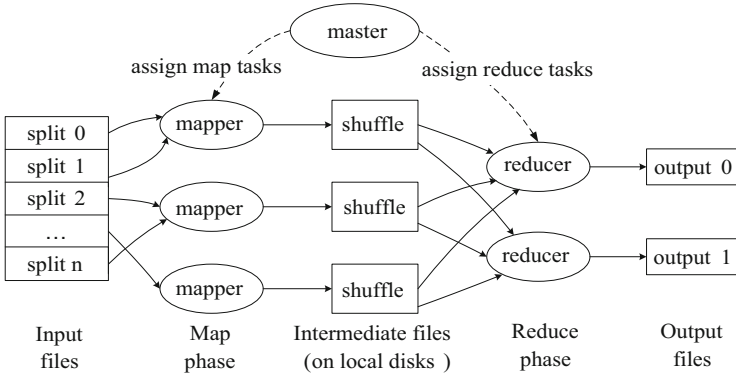 master
assign map tasks
assign reduce tasks
split 0
split 1
split 2
...
split n
mapper
mapper
mapper
shuffle
shuffle
shuffle
reducer
reducer
output 0
output 1
Input
files
Map
phase
Intermediate files
(on local disks )
Reduce
phase
Output
files